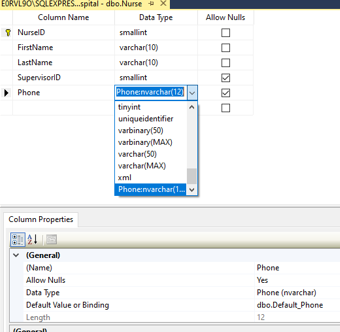 E0RVL9O\SQLEXPRES...spital - dbo.Nurse
Column Name Data Type Allow Nulls
NurseID smallint
FirstName varchar(10)
LastName varchar(10)
SupervisorID smallint
Phone Phone:nvarchar(12)
tinyint
uniqueidentifier
varbinary(50)
varbinary(MAX)
varchar(50)
varchar(MAX)
xml
Phone:nvarchar(1...
Column Properties
(General)
(Name) Phone
Allow Nulls Yes
Data Type Phone (nvarchar)
Default Value or Binding dbo.Default_Phone
Length 12
(General)